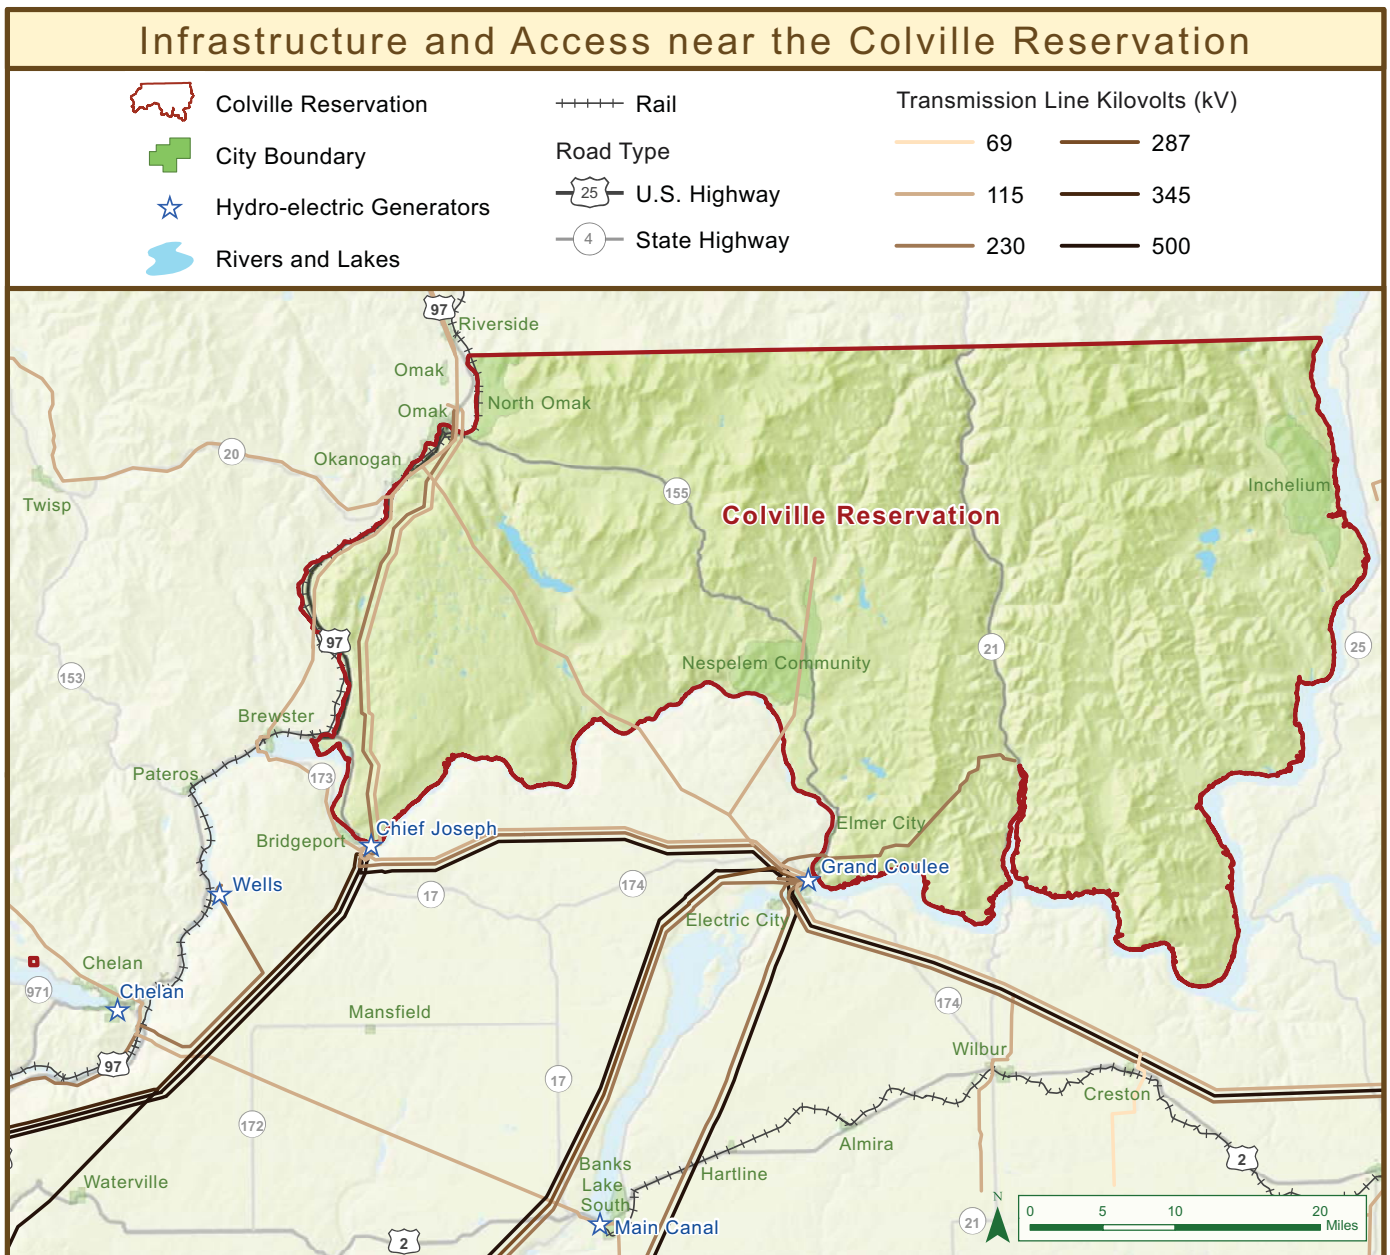 Infrastructure and Access near the Colville Reservation
Colville Reservation
City Boundary
Hydro-electric Generators
Rivers and Lakes
Rail
Road Type
25
U.S. Highway
4
State Highway
Transmission Line Kilovolts (kV)
69
287
115
345
230
500
97
Riverside
Omak
North Omak
Omak
20
Okanogan
Twisp
155
Inchelium
Colville Reservation
97
21
25
Nespelem Community
153
Brewster
Pateros
173
Elmer City
Chief Joseph
Bridgeport
Grand Coulee
Wells
17
174
Electric City
Chelan
971
Chelan
174
Mansfield
Wilbur
97
17
Creston
172
Almira
2
Banks
Lake
South
Hartline
Waterville
Main Canal
2
21
N
0 5 10 20
Miles